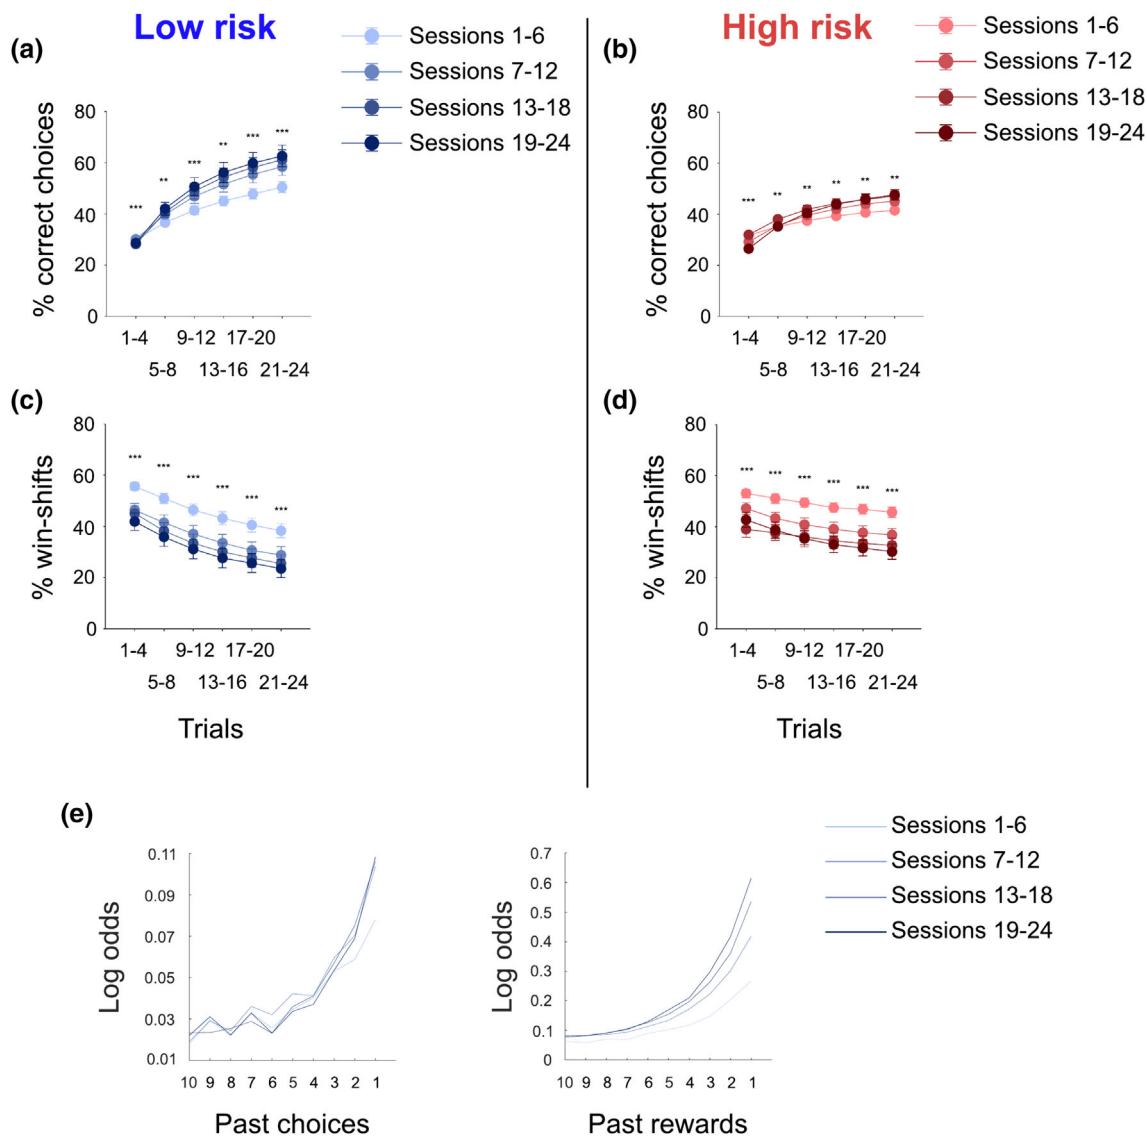 Low risk
High risk
(a)
Sessions 1-6
Sessions 7-12
Sessions 13-18
Sessions 19-24
% correct choices
80
60
40
20
0
***
**
***
**
***
***
1-4
9-12
17-20
5-8
13-16
21-24
(b)
Sessions 1-6
Sessions 7-12
Sessions 13-18
Sessions 19-24
% correct choices
80
60
40
20
0
***
**
**
**
**
**
1-4
9-12
17-20
5-8
13-16
21-24
(c)
% win-shifts
80
60
40
20
0
***
***
***
***
***
***
1-4
9-12
17-20
5-8
13-16
21-24
Trials
(d)
% win-shifts
80
60
40
20
0
***
***
***
***
***
***
1-4
9-12
17-20
5-8
13-16
21-24
Trials
(e)
Log odds
0.11
0.09
0.07
0.05
0.03
0.01
10 9 8 7 6 5 4 3 2 1
Past choices
Log odds
0.7
0.6
0.5
0.4
0.3
0.2
0.1
0
10 9 8 7 6 5 4 3 2 1
Past rewards
Sessions 1-6
Sessions 7-12
Sessions 13-18
Sessions 19-24